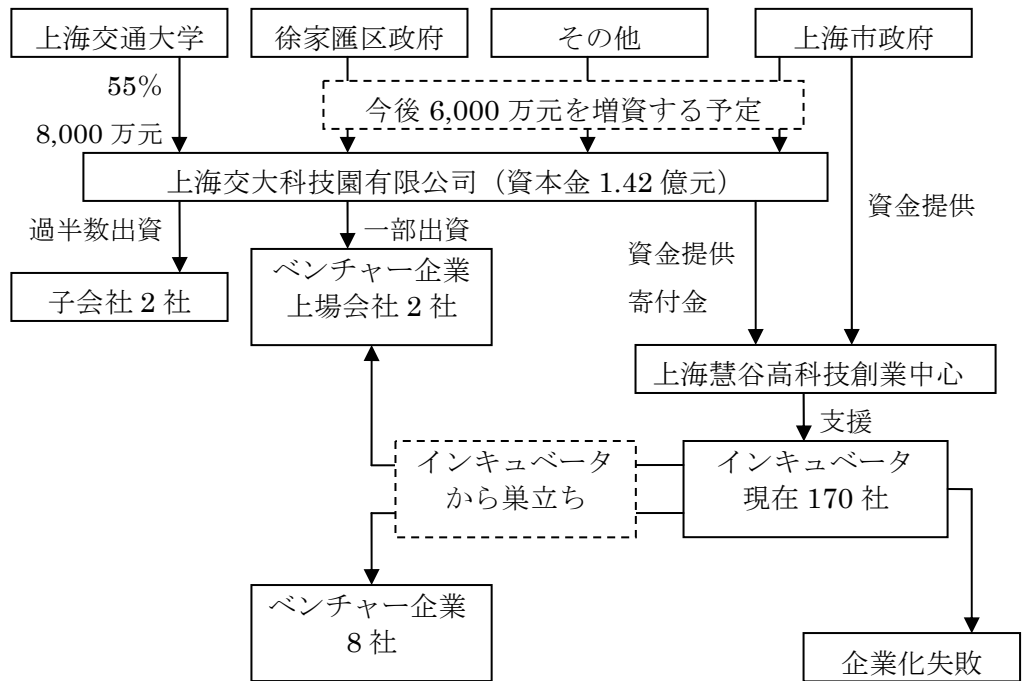 上海交通大学
徐家匯区政府
その他
上海市政府
55%
8,000 万元
今後 6,000 万元を増資する予定
上海交大科技園有限公司（資本金 1.42 億元）
過半数出資
一部出資
資金提供
寄付金
資金提供
子会社 2 社
ベンチャー企業
上場会社 2 社
上海慧谷高科技創業中心
支援
インキュベータ
から巣立ち
インキュベータ
現在 170 社
ベンチャー企業
8 社
企業化失敗